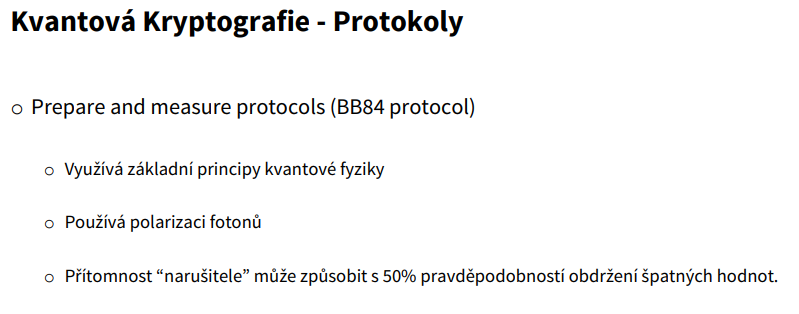 Kvantová Kryptografie - Protokoly
Prepare and measure protocols (BB84 protocol)
Využívá základní principy kvantové fyziky
Používá polarizaci fotonů
Přítomnost “narušitele” může způsobit s 50% pravděpodobností obdržení špatných hodnot.